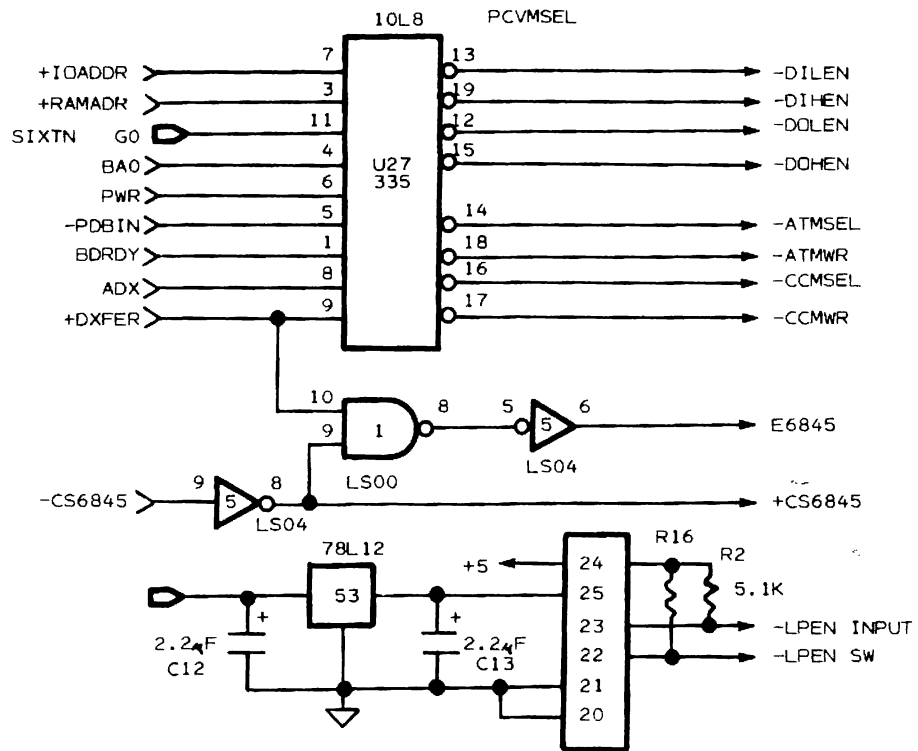 10L8 PCVMSEL
+IOADDR 7 13 -DILEN
+RAMADR 3 19 -DIHEN
SIXTN G0 11 12 -DOLEN
BA0 4 U27 15 -DOHEN
335
PWR 6
-PDBIN 5 14 -ATMSEL
BDRDY 1 18 -ATMWR
ADX 8 16 -CCMSEL
+DXFER 9 17 -CCMWR
10 8 5 6
9 1 5 E6845
LS00 LS04
-CS6845 9 5 8 +CS6845
LS04
78L12 R16 R2
+5 24
53 25 5.1K
+ + 23 -LPEN INPUT
2.2µF 2.2µF 22 -LPEN SW
C12 C13
21
20